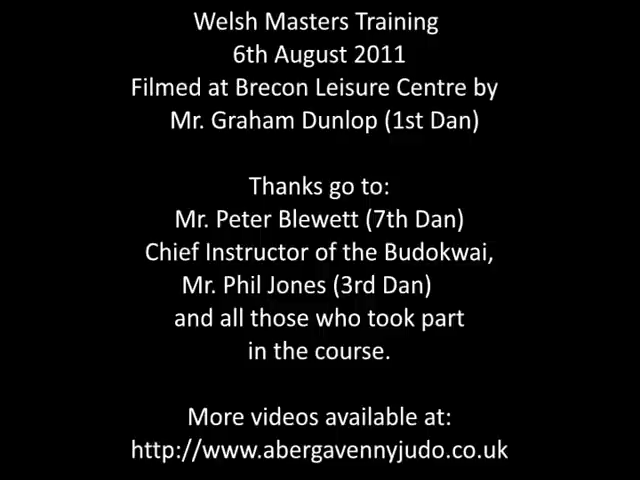 Welsh Masters Training
6th August 2011
Filmed at Brecon Leisure Centre by
Mr. Graham Dunlop (1st Dan)
Thanks go to:
Mr. Peter Blewett (7th Dan)
Chief Instructor of the Budokwai,
Mr. Phil Jones (3rd Dan)
and all those who took part
in the course.
More videos available at:
http://www.abergavennyjudo.co.uk